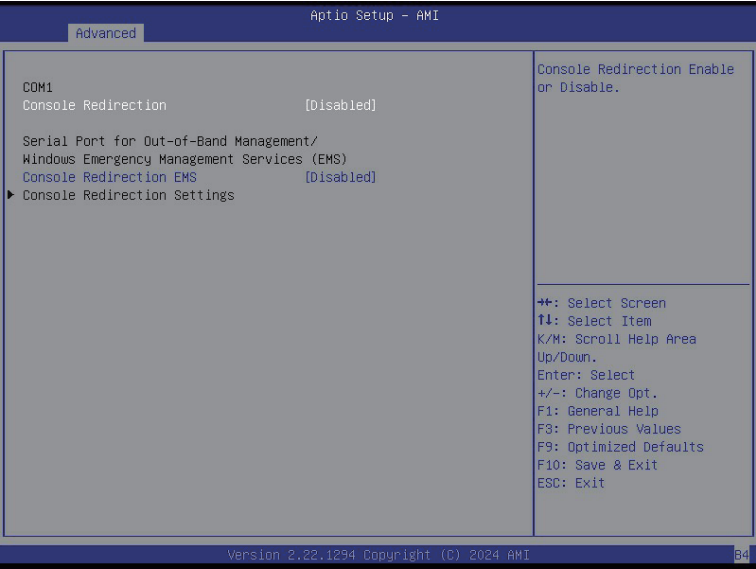 Aptio Setup – AMI
Advanced
COM1
Console Redirection [Disabled]
Serial Port for Out-of-Band Management/
Windows Emergency Management Services (EMS)
Console Redirection EMS [Disabled]
▶ Console Redirection Settings
Console Redirection Enable
or Disable.
→←: Select Screen
↑↓: Select Item
K/M: Scroll Help Area
Up/Down.
Enter: Select
+/-: Change Opt.
F1: General Help
F3: Previous Values
F9: Optimized Defaults
F10: Save & Exit
ESC: Exit
Version 2.22.1294 Copyright (C) 2024 AMI
B4